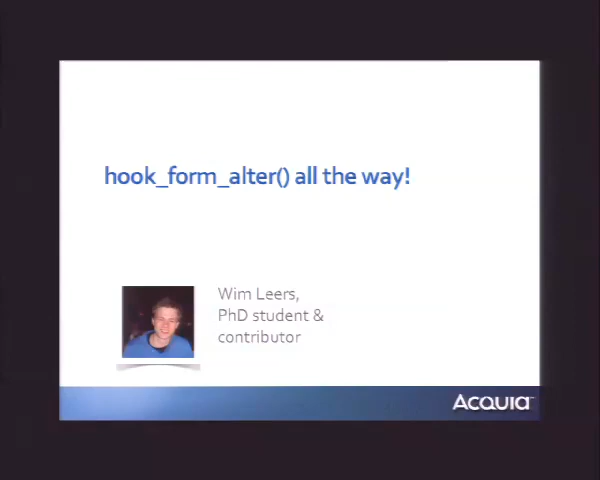 hook_form_alter() all the way!
Wim Leers,
PhD student &
contributor
ACQUIA